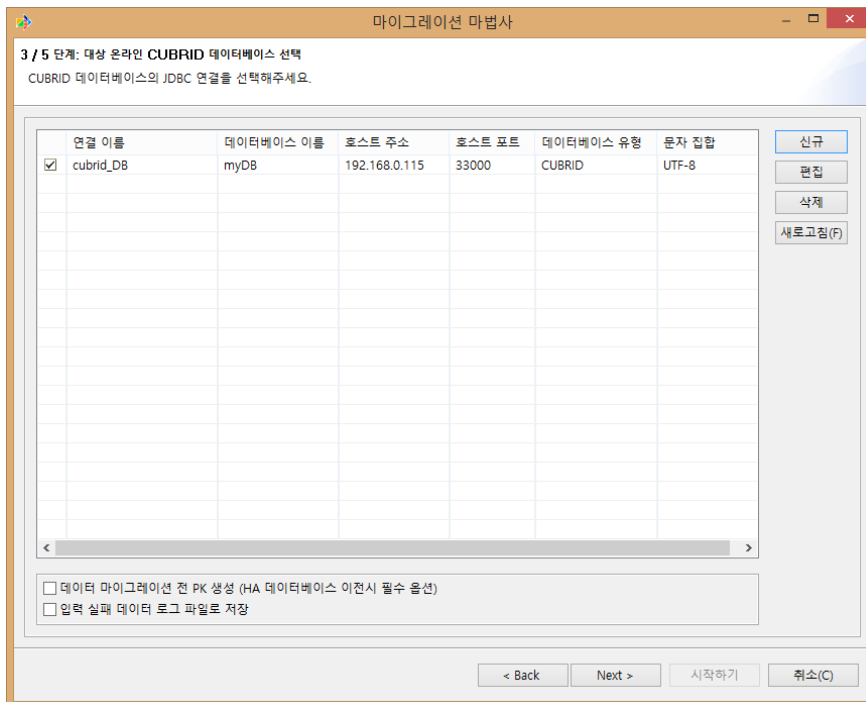 마이그레이션 마법사
3 / 5 단계: 대상 온라인 CUBRID 데이터베이스 선택
CUBRID 데이터베이스의 JDBC 연결을 선택해주세요.
연결 이름 데이터베이스 이름 호스트 주소 호스트 포트 데이터베이스 유형 문자 집합
cubrid_DB myDB 192.168.0.115 33000 CUBRID UTF-8
신규
편집
삭제
새로고침(F)
데이터 마이그레이션 전 PK 생성 (HA 데이터베이스 이전시 필수 옵션)
입력 실패 데이터 로그 파일로 저장
< Back Next > 시작하기 취소(C)